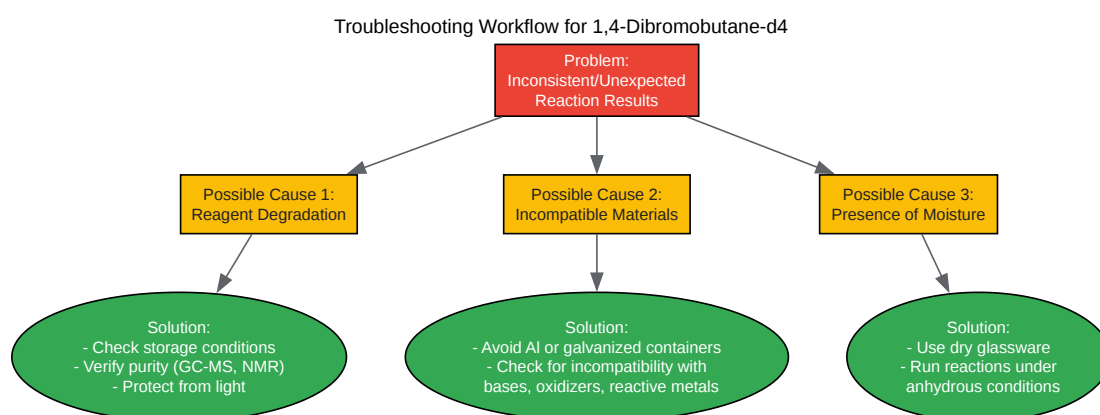 Troubleshooting Workflow for 1,4-Dibromobutane-d4
Problem:
Inconsistent/Unexpected
Reaction Results
Possible Cause 1:
Reagent Degradation
Possible Cause 2:
Incompatible Materials
Possible Cause 3:
Presence of Moisture
Solution:
- Check storage conditions
- Verify purity (GC-MS, NMR)
- Protect from light
Solution:
- Avoid Al or galvanized containers
- Check for incompatibility with
bases, oxidizers, reactive metals
Solution:
- Use dry glassware
- Run reactions under
anhydrous conditions